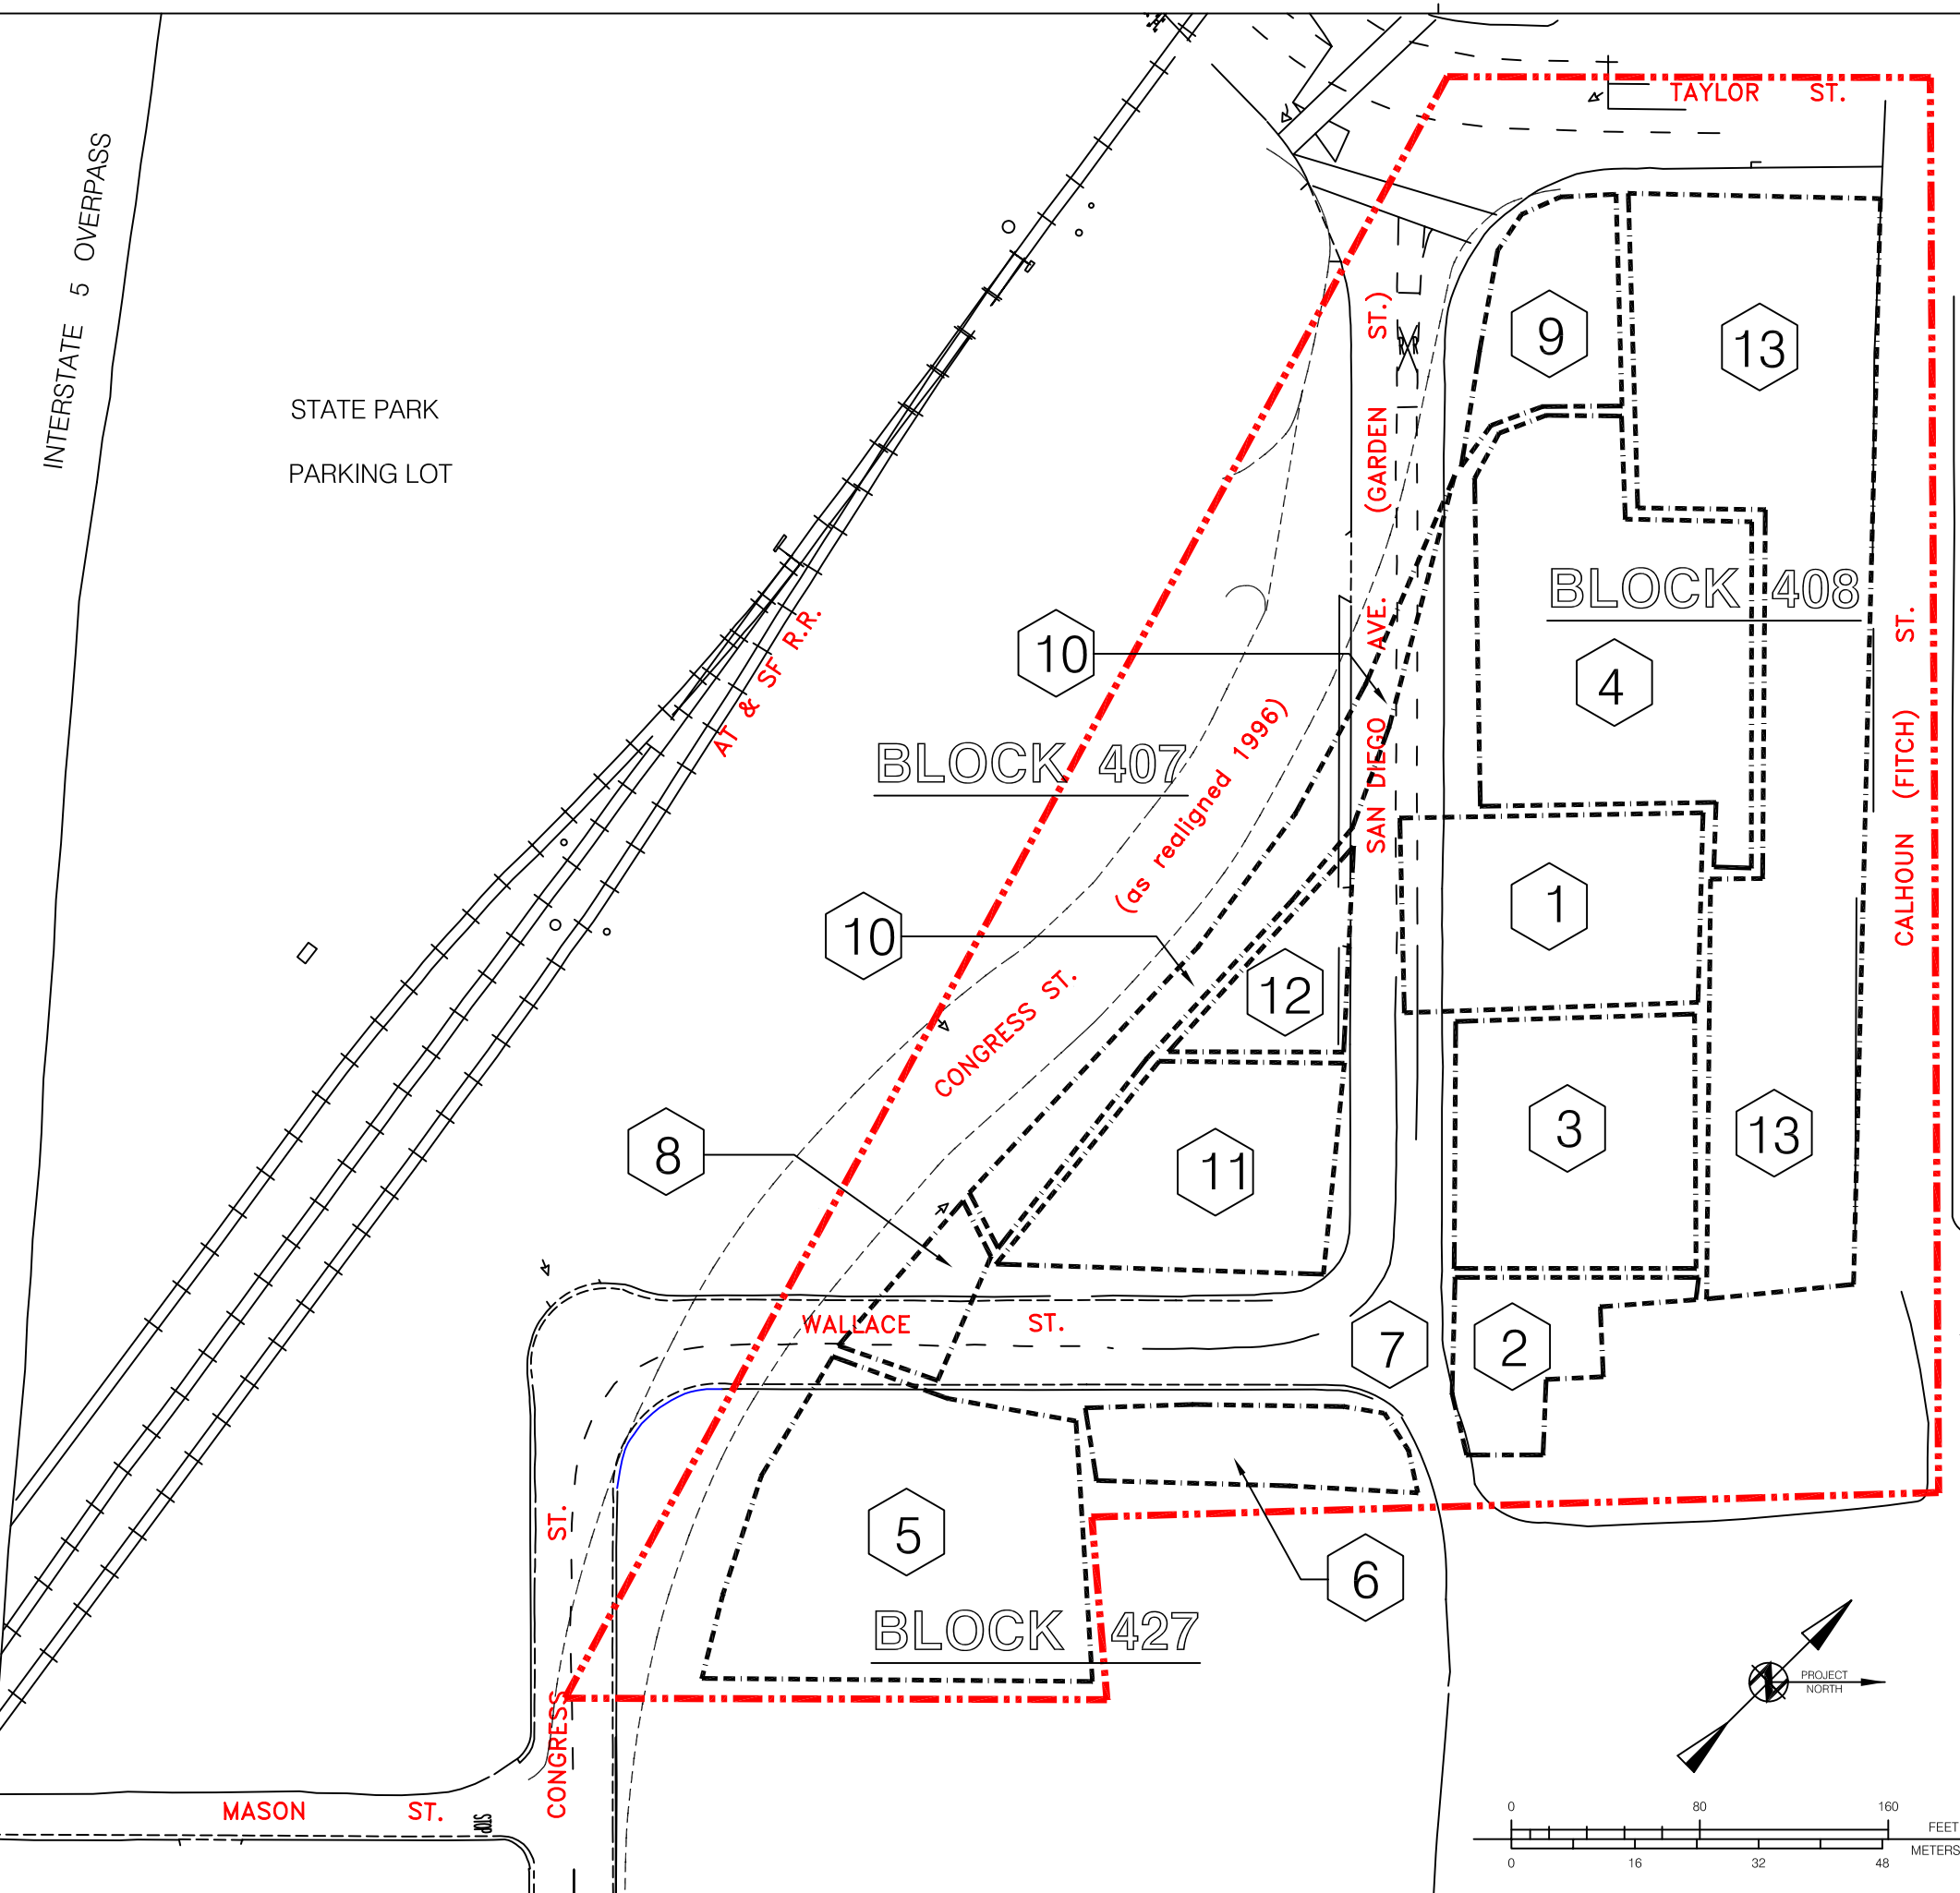 TAYLOR ST.
INTERSTATE 5 OVERPASS
STATE PARK
PARKING LOT
9
13
SAN DIEGO AVE. (GARDEN ST.)
BLOCK 408
10
4
AT & SF R.R.
CALHOUN (FITCH) ST.
BLOCK 407
(as realigned 1996)
1
10
12
CONGRESS ST.
8
11
3
13
WALLACE ST.
7
2
5
6
BLOCK 427
CONGRESS ST.
PROJECT
NORTH
MASON ST.
STOP
0 80 160
FEET
METERS
0 16 32 48